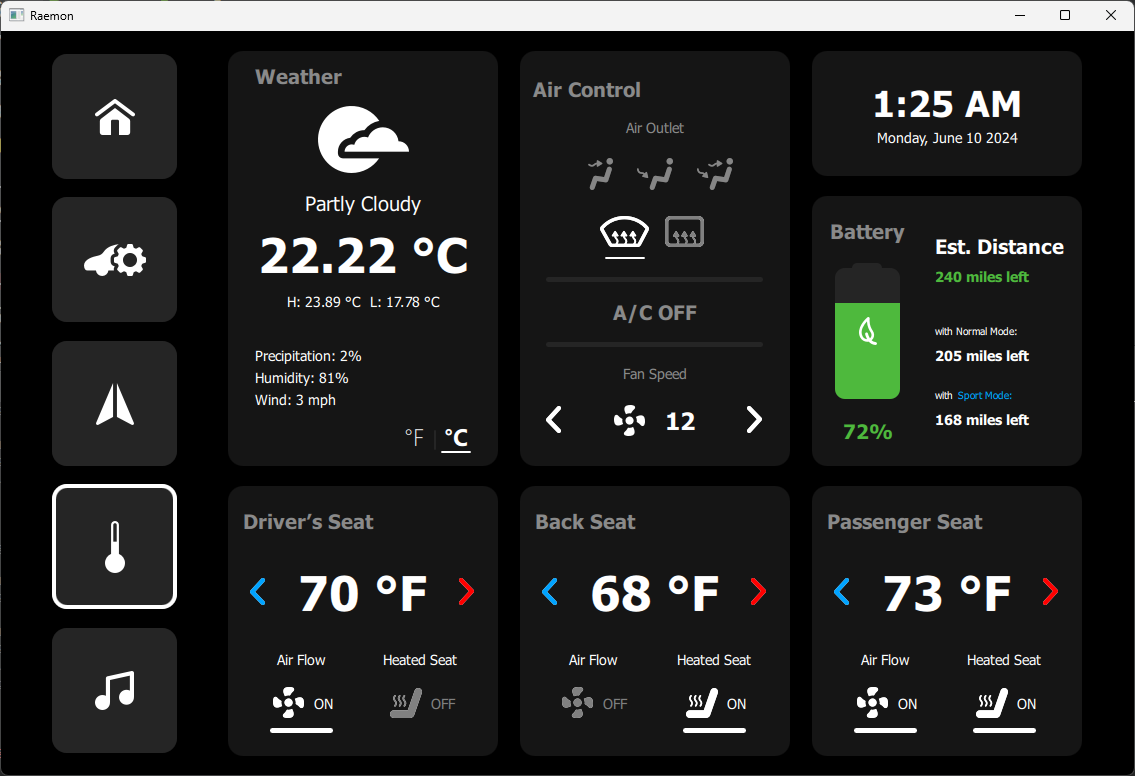 Raemon
Weather
Partly Cloudy
22.22 °C
H: 23.89 °C L: 17.78 °C
Precipitation: 2%
Humidity: 81%
Wind: 3 mph
°F | °C
Air Control
Air Outlet
A/C OFF
Fan Speed
12
1:25 AM
Monday, June 10 2024
Battery
72%
Est. Distance
240 miles left
with Normal Mode:
205 miles left
with Sport Mode:
168 miles left
Driver’s Seat
70 °F
Air Flow Heated Seat
ON OFF
Back Seat
68 °F
Air Flow Heated Seat
OFF ON
Passenger Seat
73 °F
Air Flow Heated Seat
ON ON